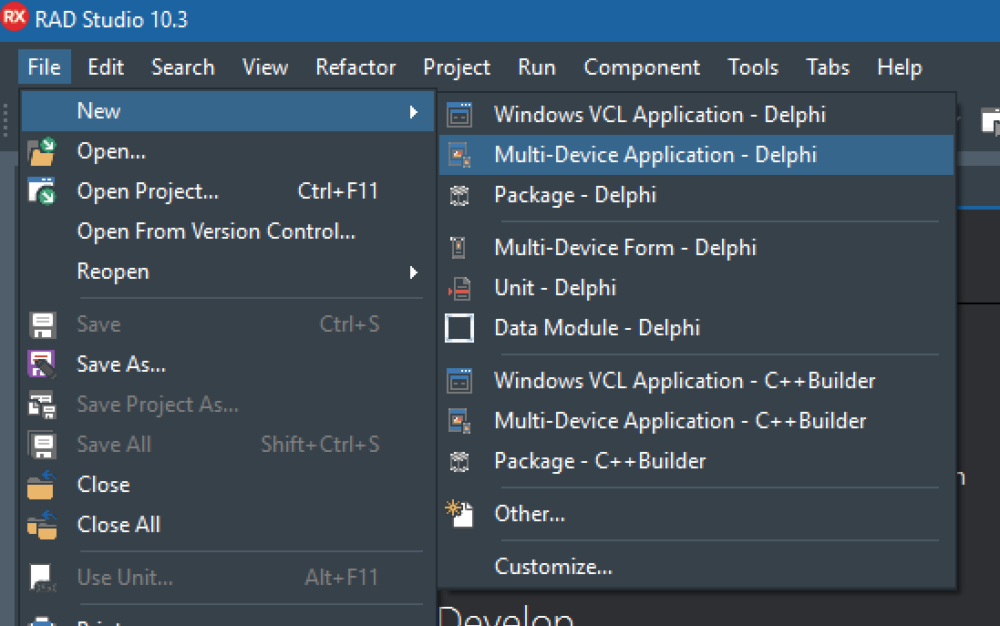 RX RAD Studio 10.3
File Edit Search View Refactor Project Run Component Tools Tabs Help
New
Open...
Open Project... Ctrl+F11
Open From Version Control...
Reopen
Save Ctrl+S
Save As...
Save Project As...
Save All Shift+Ctrl+S
Close
Close All
Use Unit... Alt+F11
Windows VCL Application - Delphi
Multi-Device Application - Delphi
Package - Delphi
Multi-Device Form - Delphi
Unit - Delphi
Data Module - Delphi
Windows VCL Application - C++Builder
Multi-Device Application - C++Builder
Package - C++Builder
Other...
Customize...
Develop